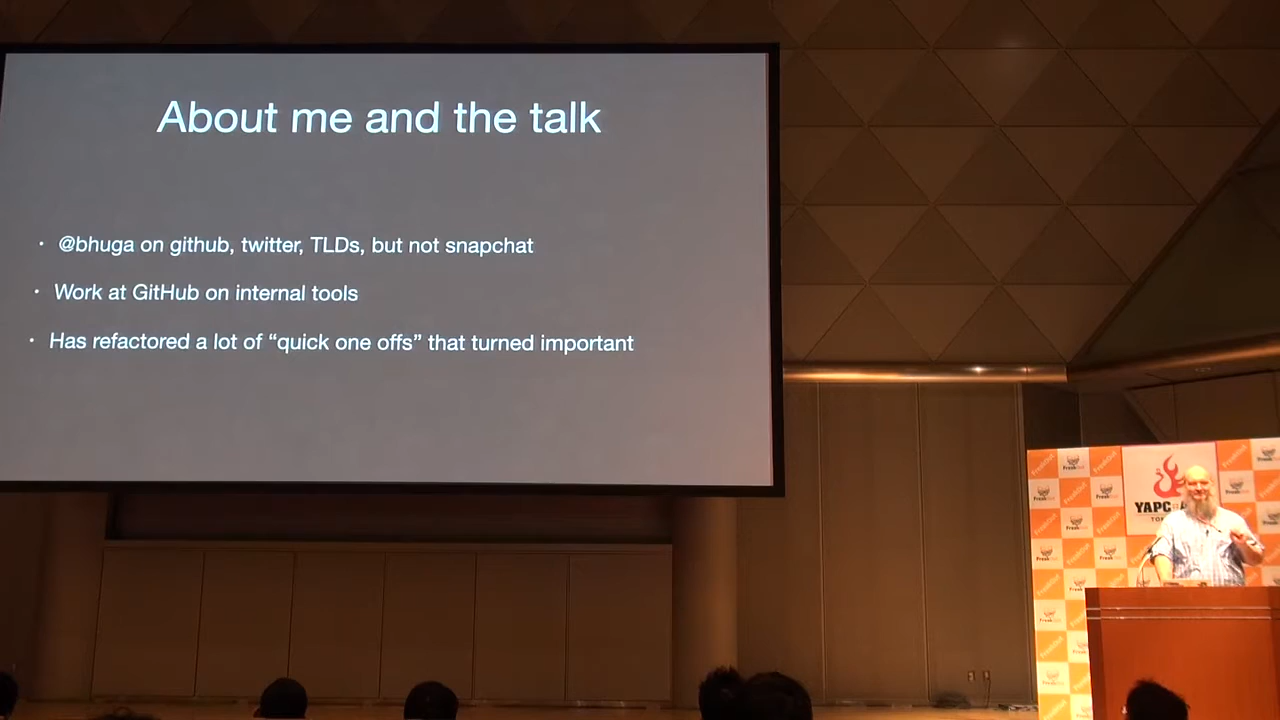 About me and the talk
• @bhuga on github, twitter, TLDs, but not snapchat
• Work at GitHub on internal tools
• Has refactored a lot of “quick one offs” that turned important
FreakOut
YAPC